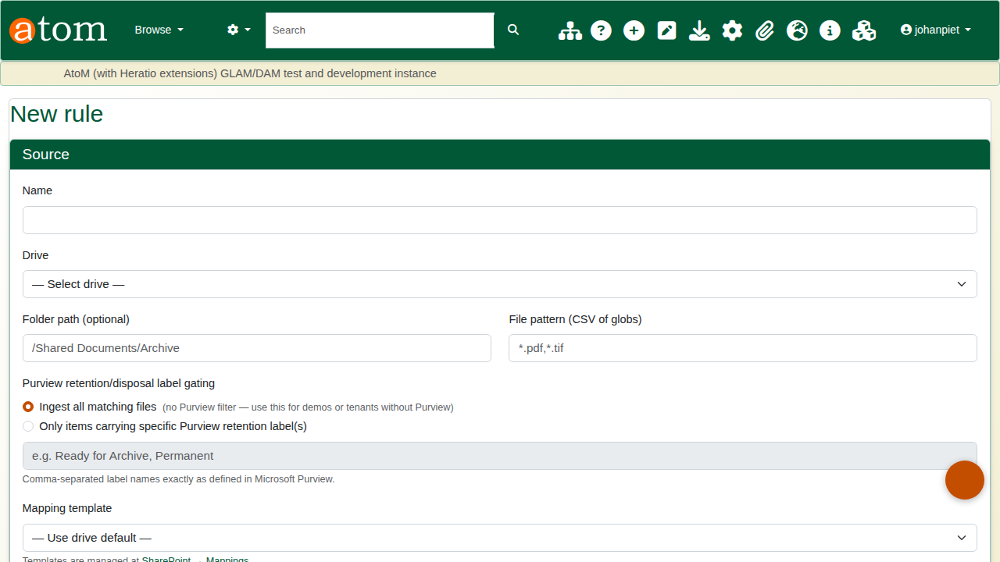 atom
Browse
Search
johanpiet
AtoM (with Heratio extensions) GLAM/DAM test and development instance
New rule
Source
Name
Drive
— Select drive —
Folder path (optional)
File pattern (CSV of globs)
/Shared Documents/Archive
*.pdf,*.tif
Purview retention/disposal label gating
Ingest all matching files (no Purview filter — use this for demos or tenants without Purview)
Only items carrying specific Purview retention label(s)
e.g. Ready for Archive, Permanent
Comma-separated label names exactly as defined in Microsoft Purview.
Mapping template
— Use drive default —
Templates are managed at SharePoint → Mappings